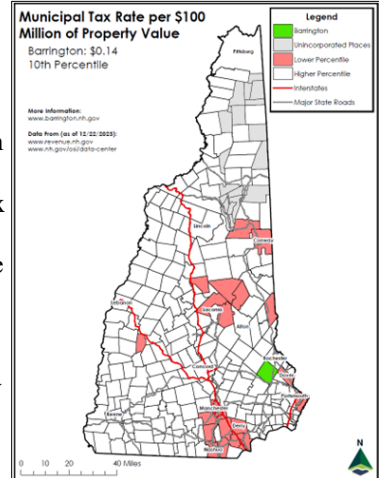 Municipal Tax Rate per $100
Million of Property Value
Barrington: $0.14
10th Percentile
More Information:
www.barrington.nh.gov
Data From (as of 12/22/2023):
www.revenue.nh.gov
www.nh.gov/osi/data-center
Legend
Barrington
Unincorporated Places
Lower Percentile
Higher Percentile
Interstates
Major State Roads
Pittsburg
Lincoln
Conway
Lebanon
Laconia
Alton
Rochester
Concord
Dover
Portsmouth
Manchester
Keene
Derry
Nashua
N
0 10 20 40 Miles